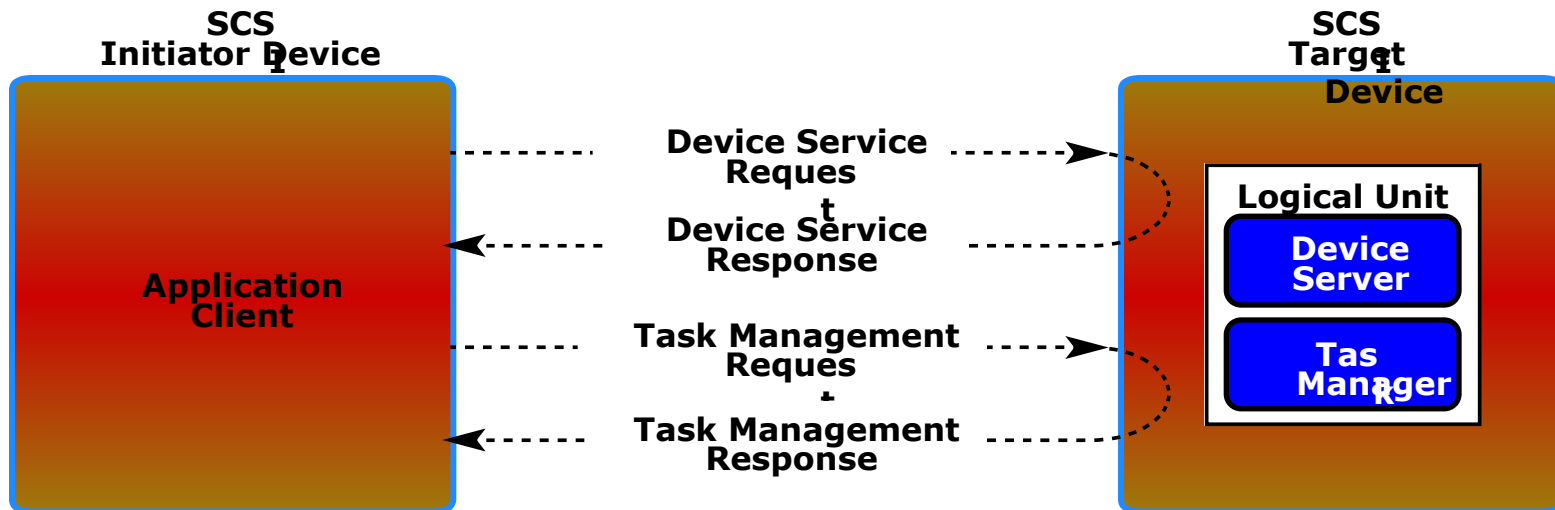 SCS
I
Initiator Device
SCS
I
Target
Device
Device Service
Reques
t
Device Service
Response
Application
Client
Task Management
Reques
t
Task Management
Response
Logical Unit
Device
Server
Tas
k
Manager